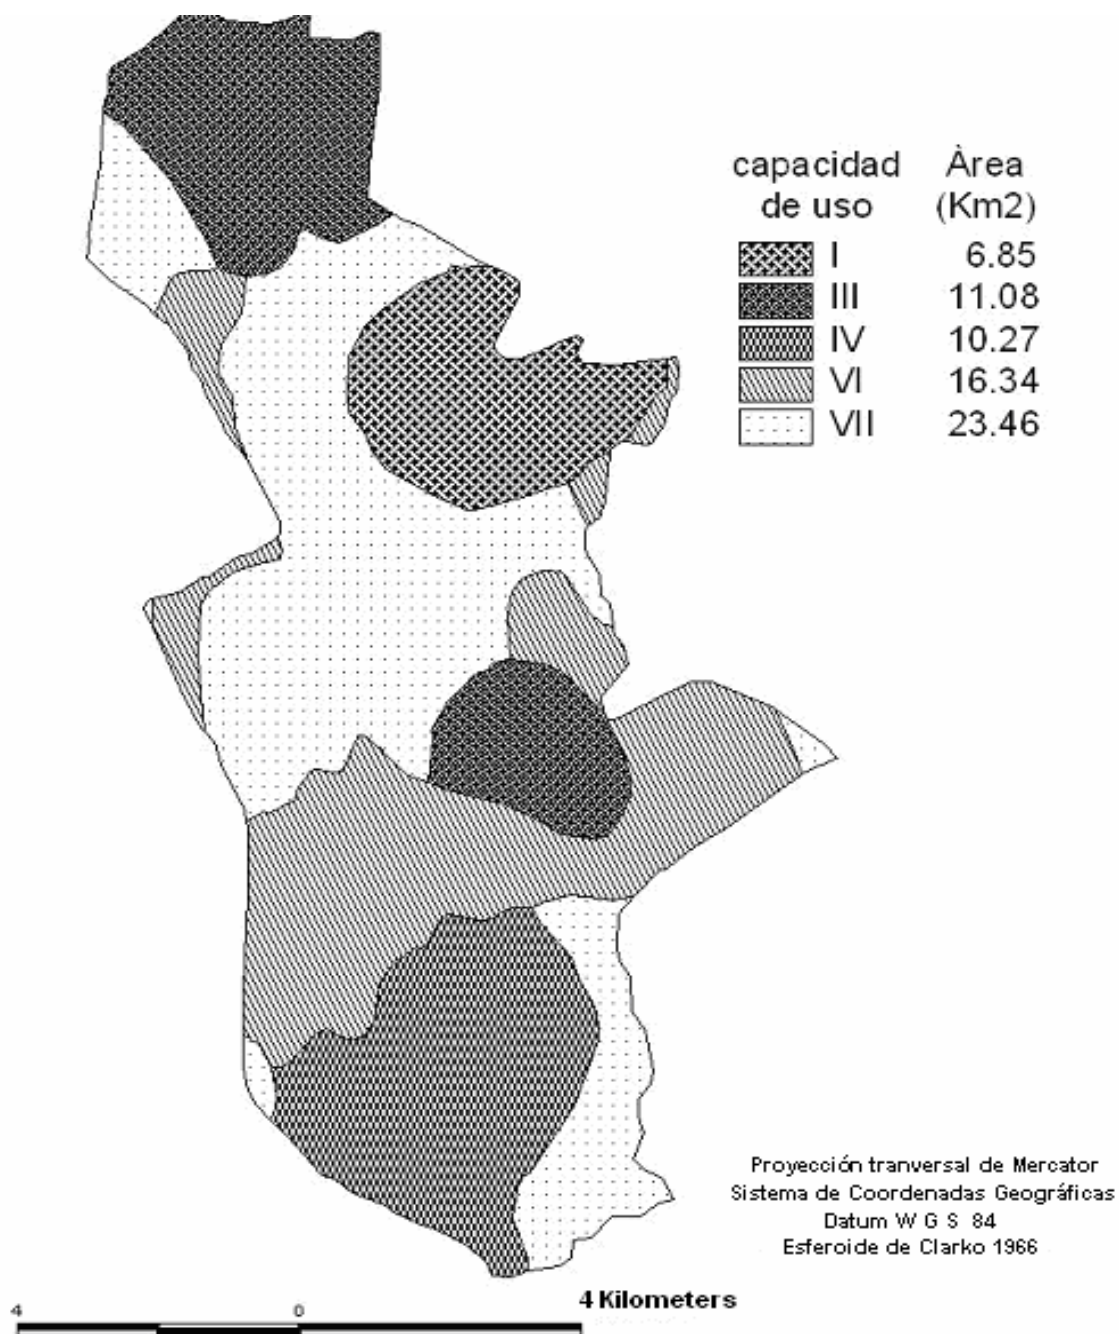 capacidad Àrea
de uso (Km2)
I 6.85
III 11.08
IV 10.27
VI 16.34
VII 23.46
Proyección tranversal de Mercator
Sistema de Coordenadas Geográficas
Datum W G S 84
Esferoide de Clarko 1966
4 0 4 Kilometers